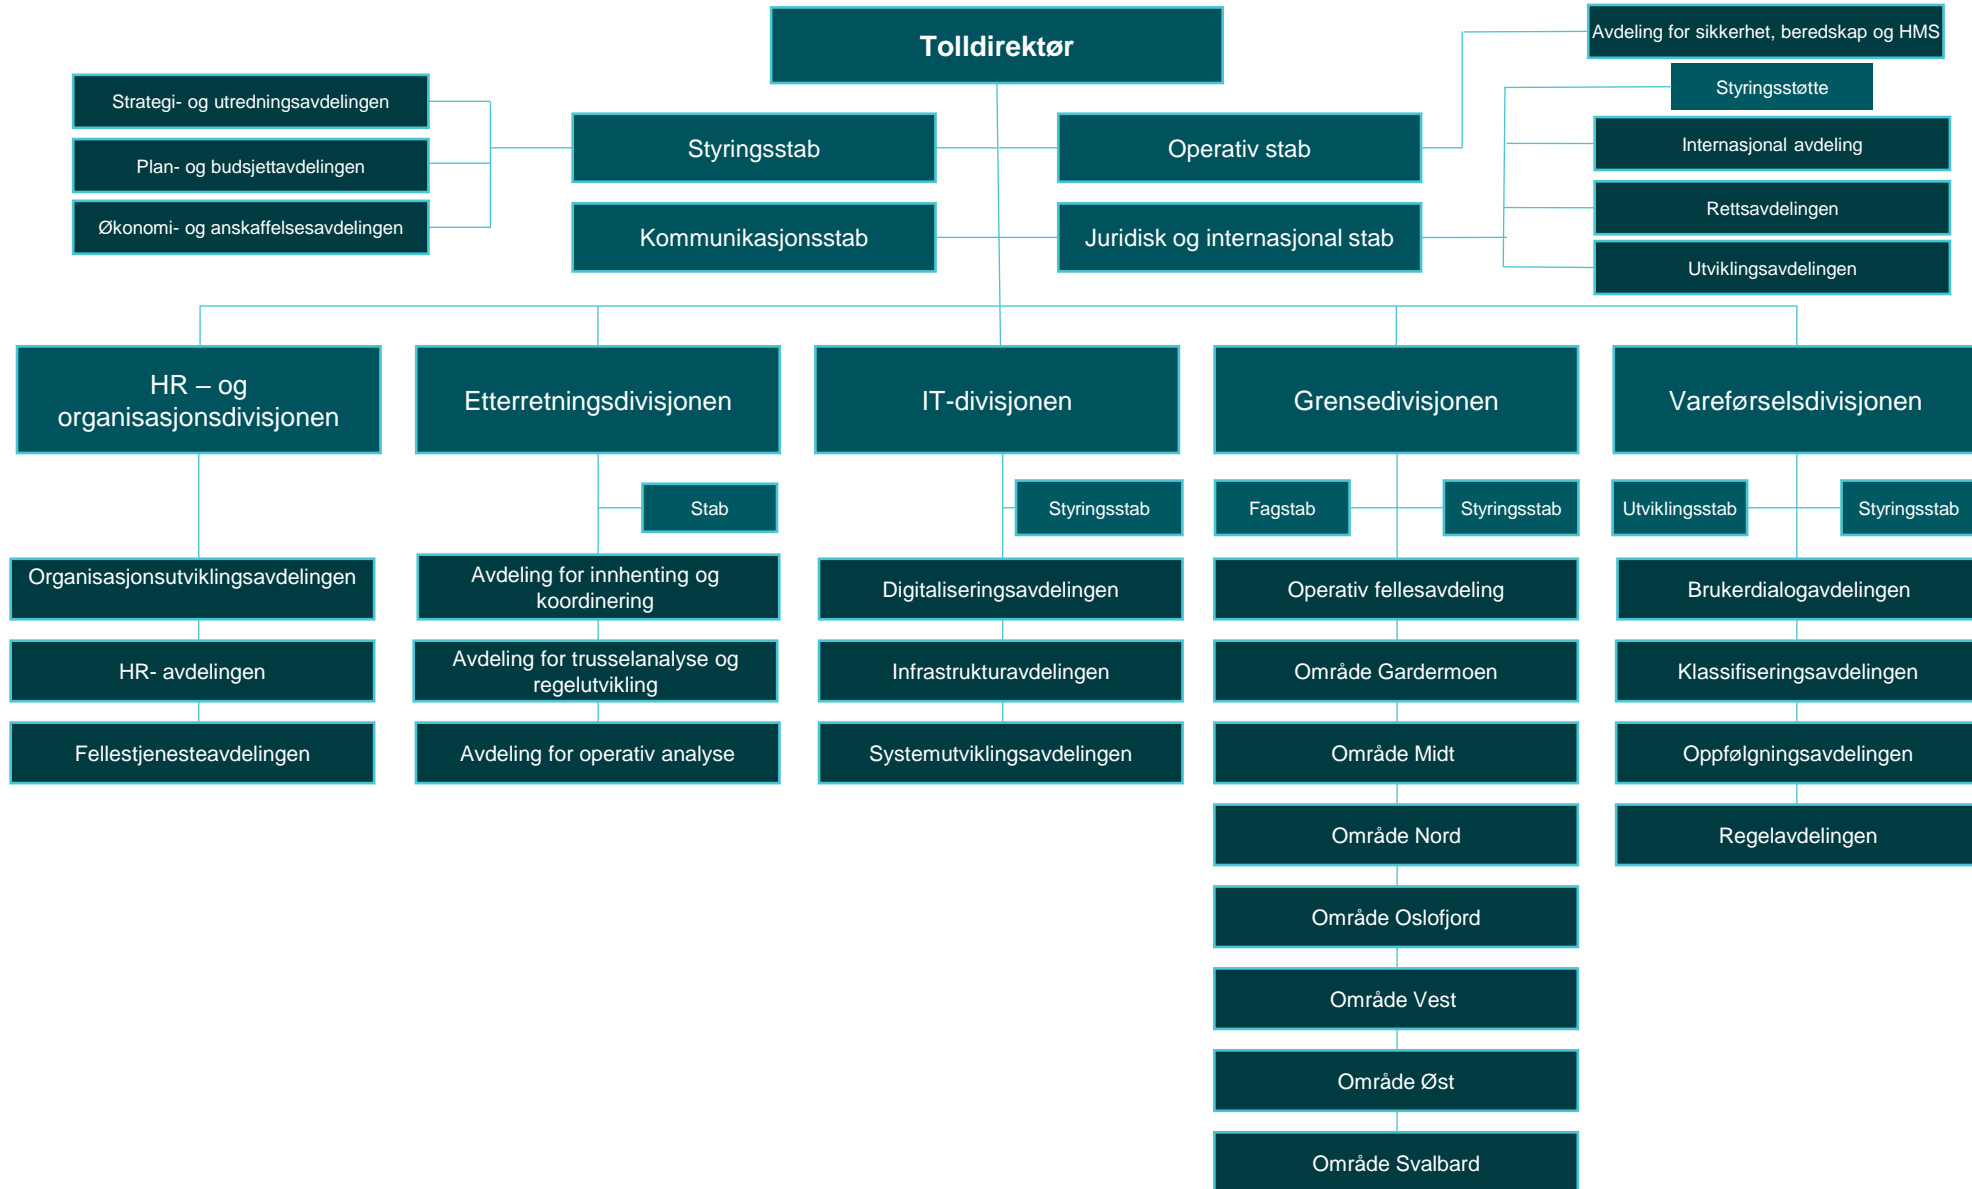 Tolldirektør
Avdeling for sikkerhet, beredskap og HMS
Strategi- og utredningsavdelingen
Plan- og budsjettavdelingen
Økonomi- og anskaffelsesavdelingen
Styringsstab
Operativ stab
Kommunikasjonsstab
Juridisk og internasjonal stab
Styringsstøtte
Internasjonal avdeling
Rettsavdelingen
Utviklingsavdelingen
HR – og
organisasjonsdivisjonen
Organisasjonsutviklingsavdelingen
HR- avdelingen
Fellestjenesteavdelingen
Etterretningsdivisjonen
Stab
Avdeling for innhenting og
koordinering
Avdeling for trusselanalyse og
regelutvikling
Avdeling for operativ analyse
IT-divisjonen
Styringsstab
Digitaliseringsavdelingen
Infrastrukturavdelingen
Systemutviklingsavdelingen
Grensedivisjonen
Fagstab
Styringsstab
Operativ fellesavdeling
Område Gardermoen
Område Midt
Område Nord
Område Oslofjord
Område Vest
Område Øst
Område Svalbard
Vareførselsdivisjonen
Utviklingsstab
Styringsstab
Brukerdialogavdelingen
Klassifiseringsavdelingen
Oppfølgningsavdelingen
Regelavdelingen